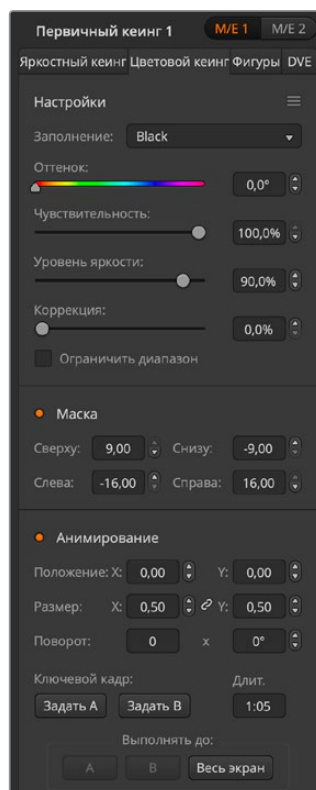 Первичный кеинг 1 M/E 1 M/E 2
Яркостный кеинг Цветовой кеинг Фигуры DVE
Настройки
Заполнение: Black
Оттенок:
0,0°
Чувствительность:
100,0%
Уровень яркости:
90,0%
Коррекция:
0,0%
Ограничить диапазон
Маска
Сверху: 9,00 Снизу: -9,00
Слева: -16,00 Справа: 16,00
Анимирование
Положение: X: 0,00 Y: 0,00
Размер: X: 0,50 Y: 0,50
Поворот: 0 x 0°
Ключевой кадр: Длит.
Задать A Задать B 1:05
Выполнять до:
A B Весь экран